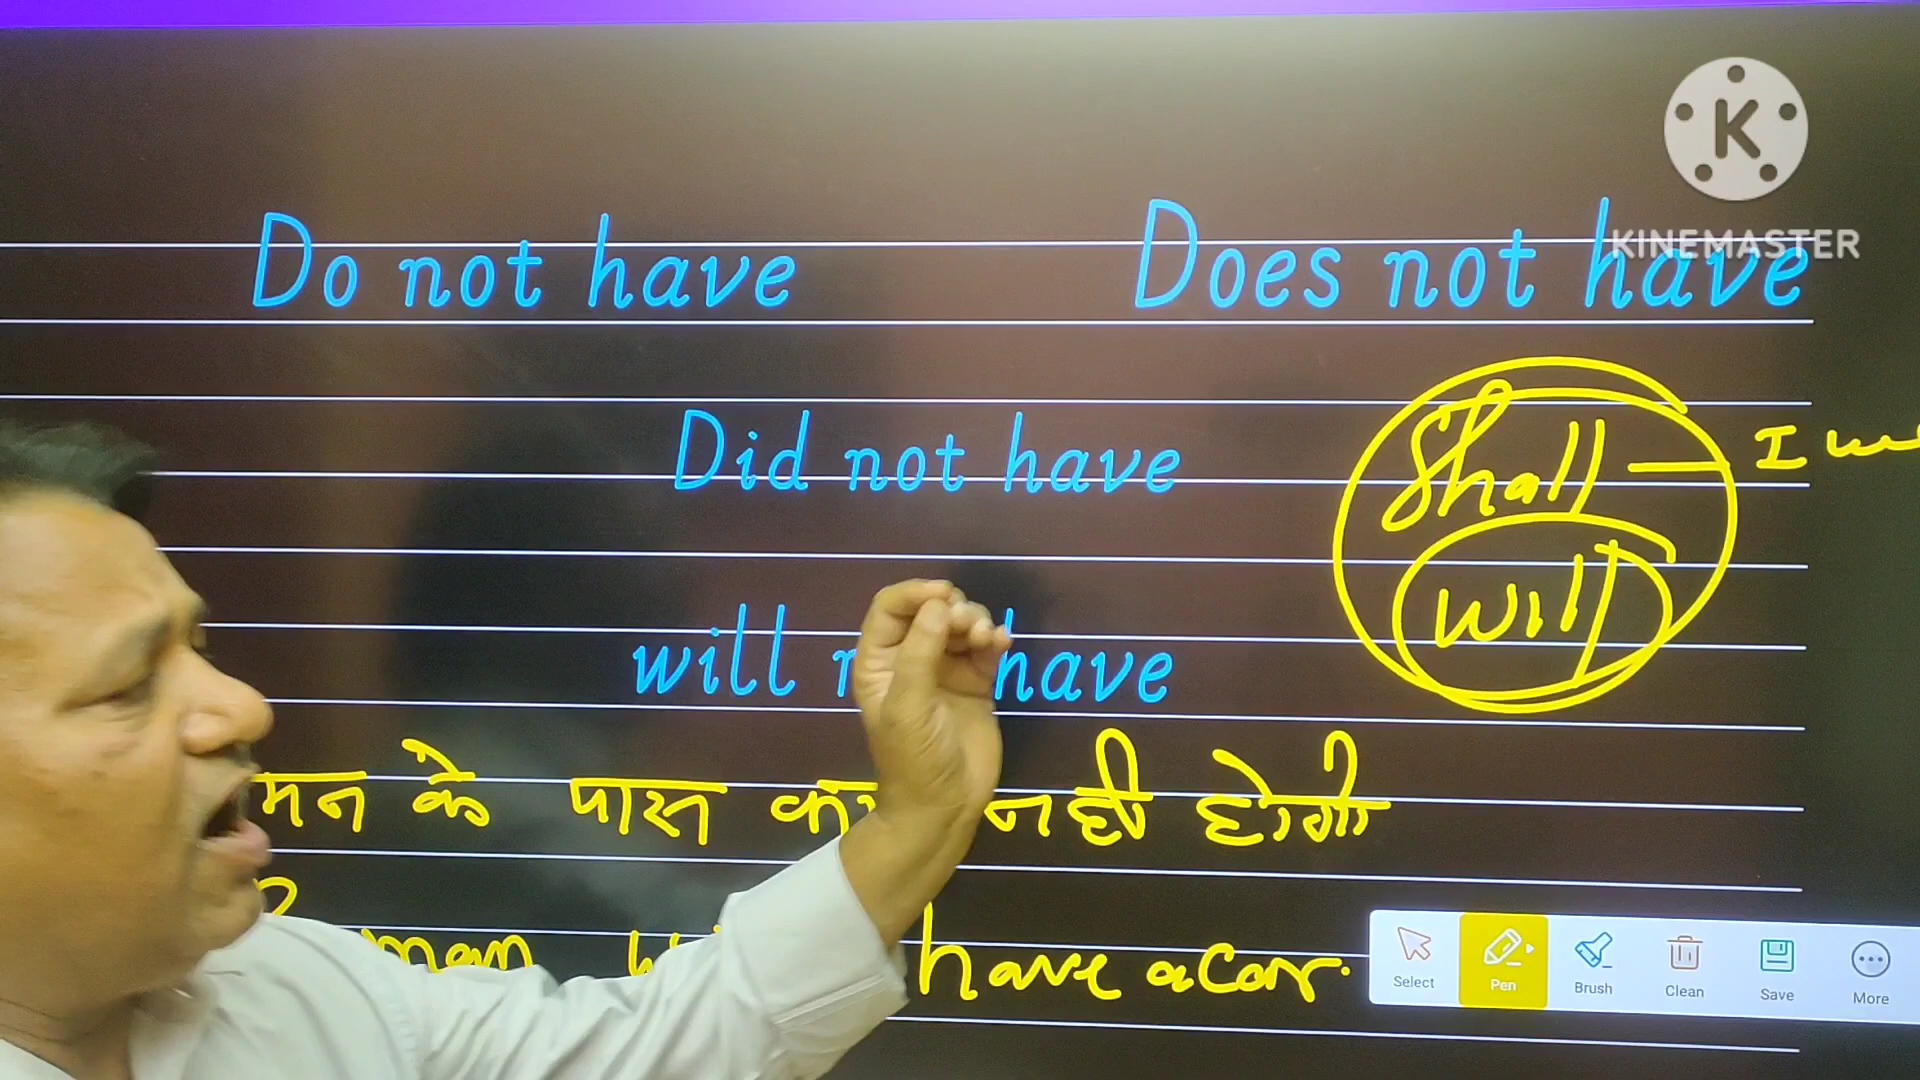 KINEMASTER
Do not have Does not have
Did not have Shall — I
will have will
के पास नही होगी
man have a car.
Select Pen Brush Clean Save More